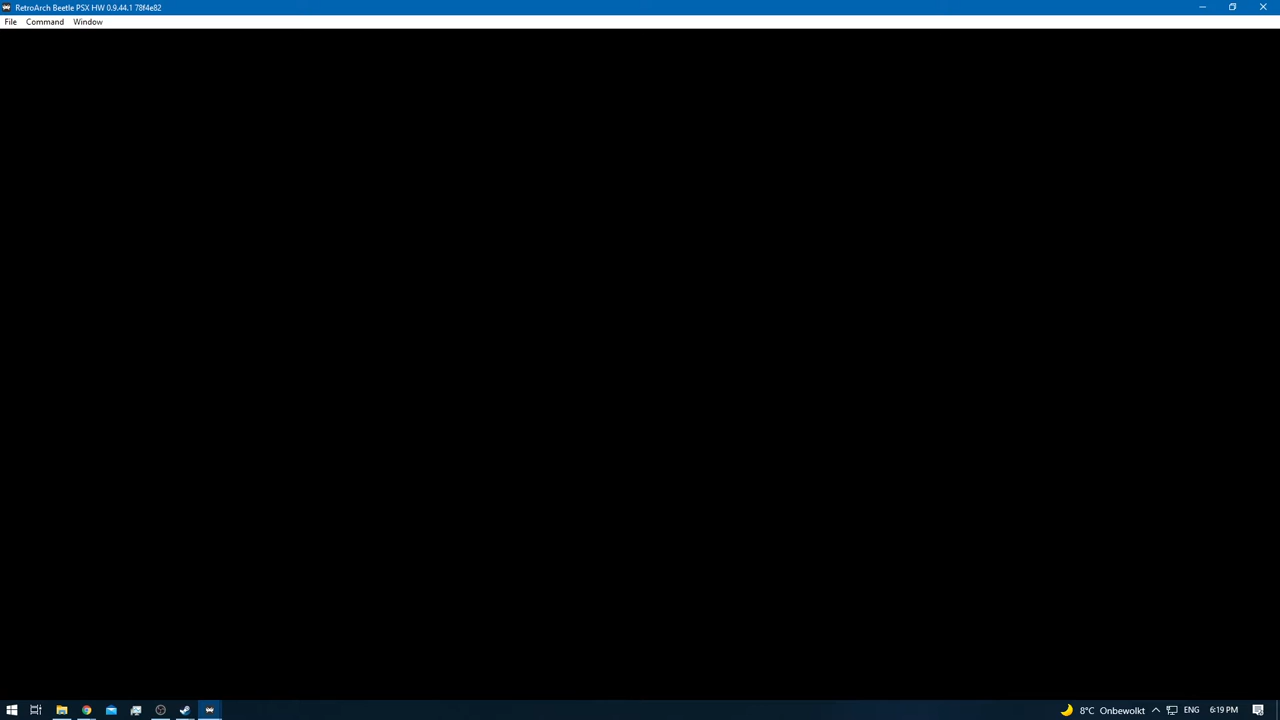 RetroArch Beetle PSX HW 0.9.44.1 78f4e82
File Command Window
8°C Onbewolkt ENG 6:19 PM